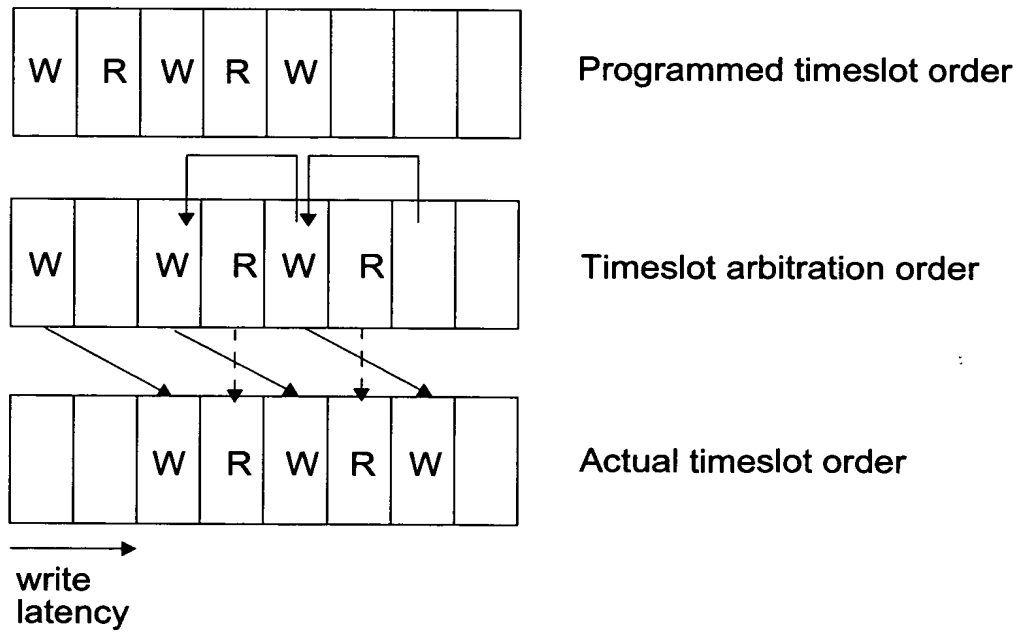 W R W R W Programmed timeslot order
W W R W R Timeslot arbitration order
W R W R W Actual timeslot order
write
latency